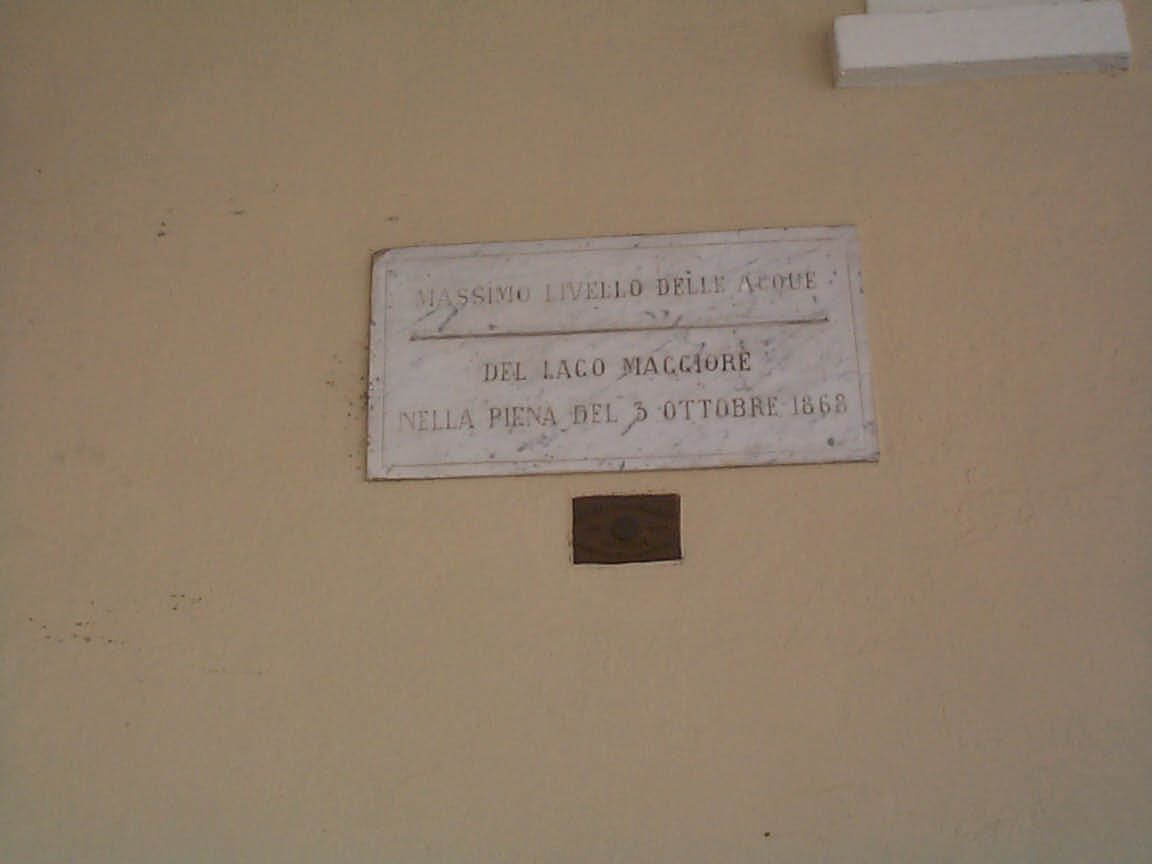 MASSIMO LIVELLO DELLE ACQUE
DEL LAGO MAGGIORE
NELLA PIENA DEL 3 OTTOBRE 1868